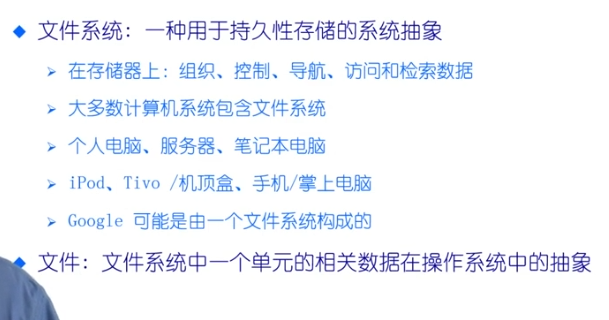 文件系统：一种用于持久性存储的系统抽象
在存储器上：组织、控制、导航、访问和检索数据
大多数计算机系统包含文件系统
个人电脑、服务器、笔记本电脑
iPod、Tivo /机顶盒、手机/掌上电脑
Google 可能是由一个文件系统构成的
文件：文件系统中一个单元的相关数据在操作系统中的抽象